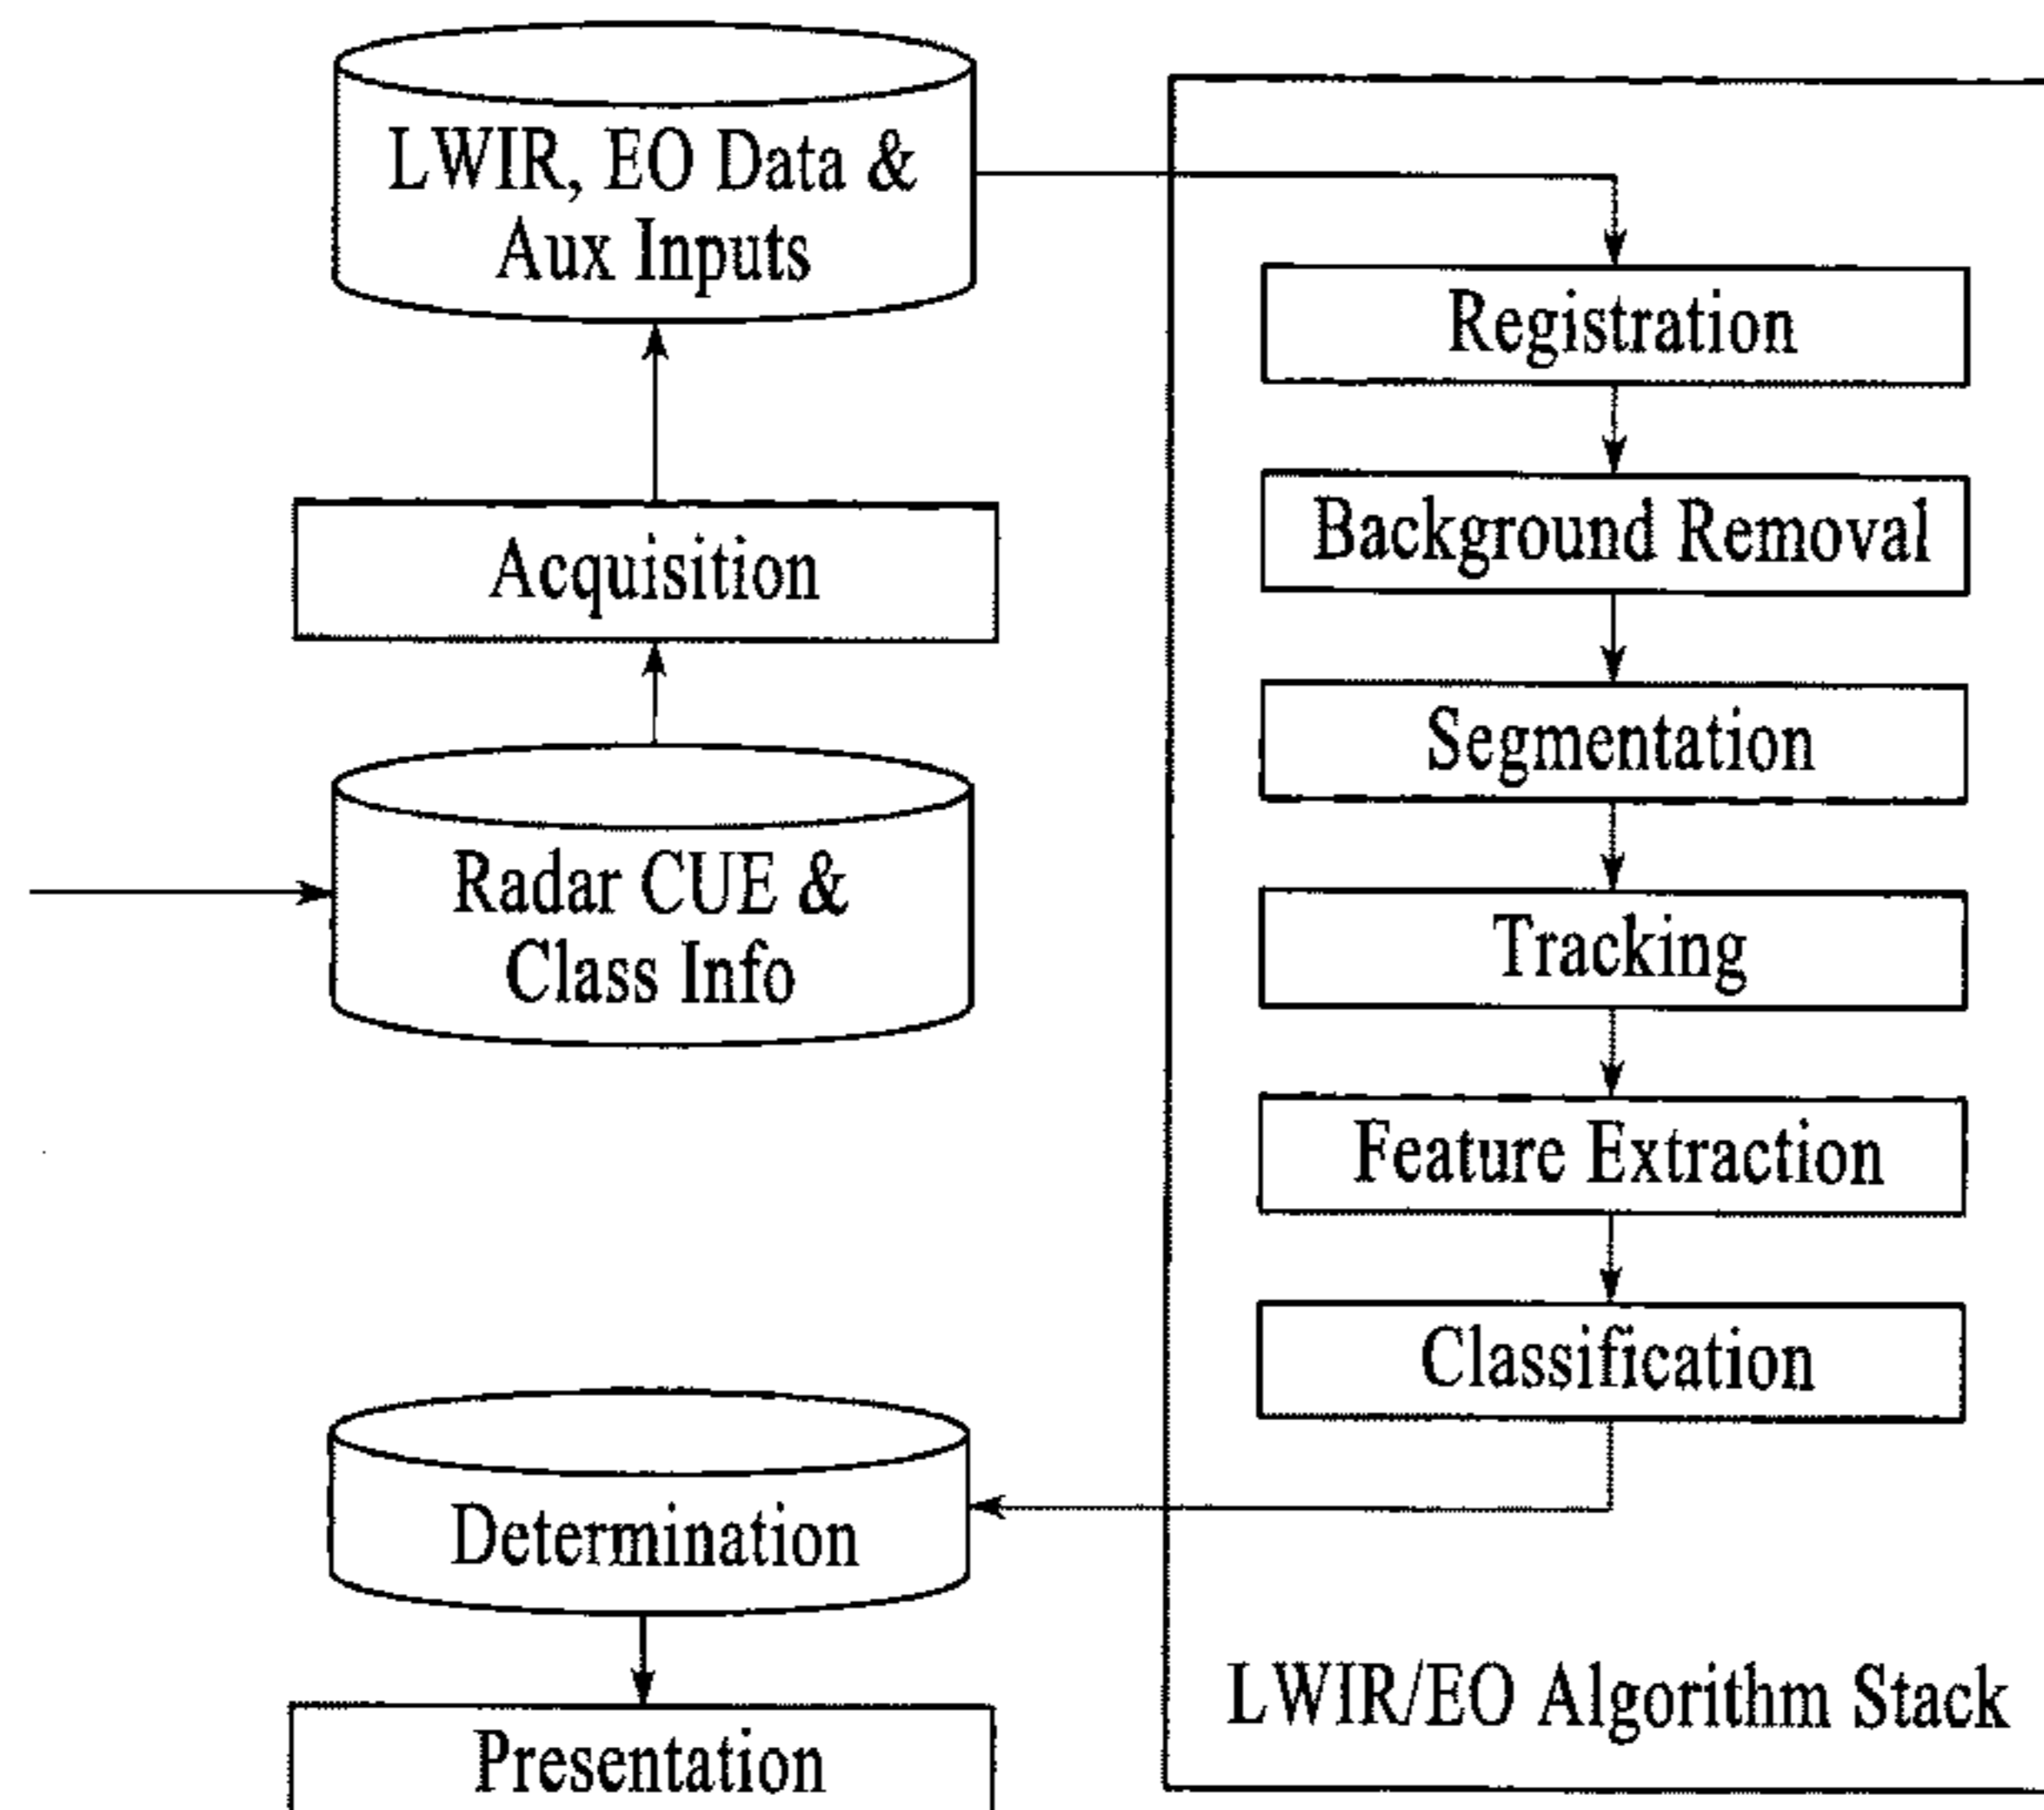 LWIR, EO Data &
Aux Inputs
Acquisition
Radar CUE &
Class Info
Determination
Presentation
Registration
Background Removal
Segmentation
Tracking
Feature Extraction
Classification
LWIR/EO Algorithm Stack